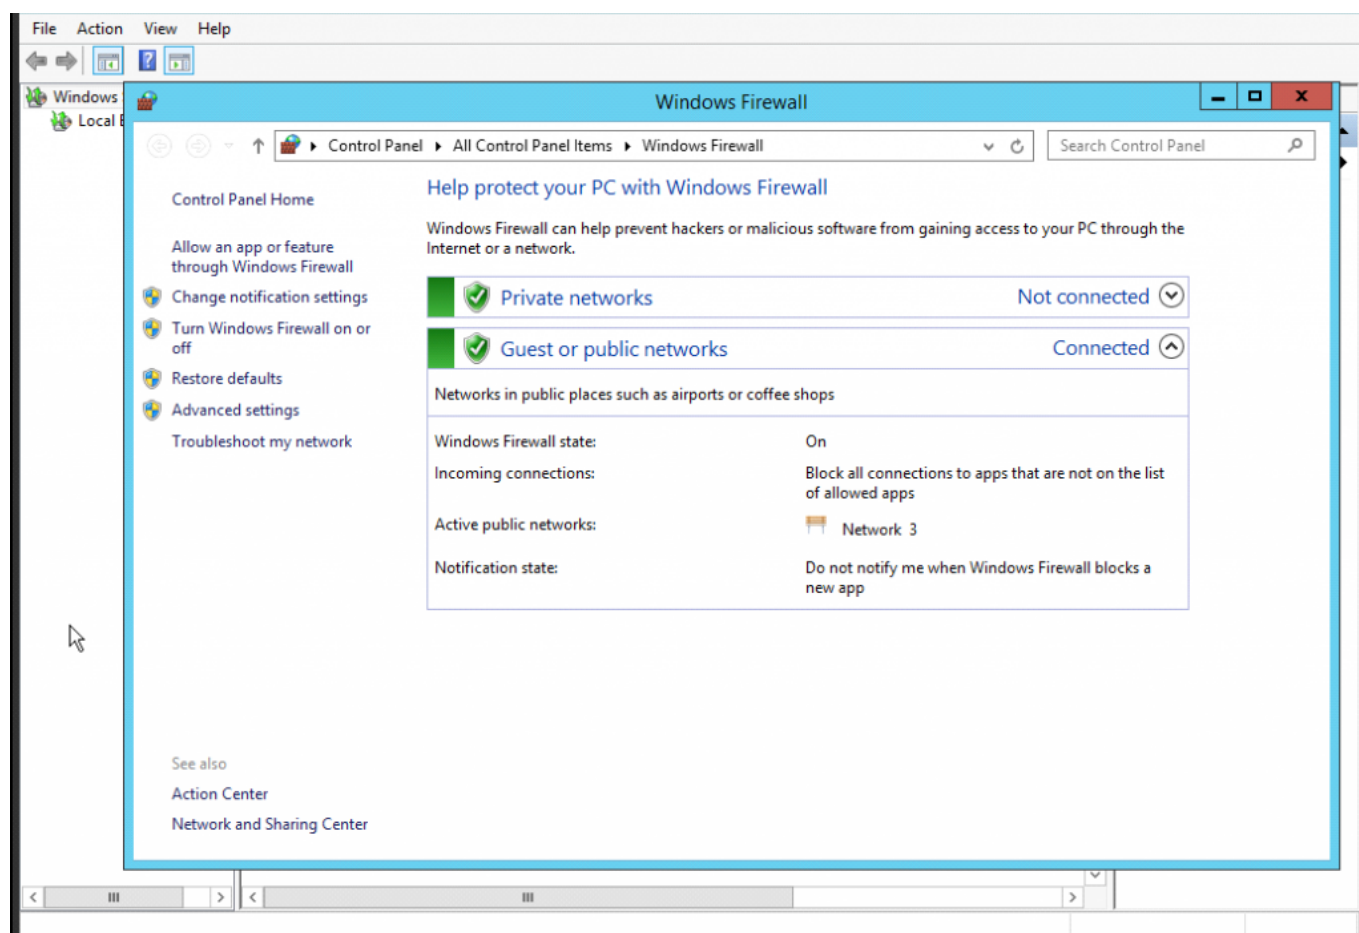 File Action View Help
Windows
Local
Windows Firewall
Control Panel All Control Panel Items Windows Firewall
Search Control Panel
Control Panel Home
Allow an app or feature
through Windows Firewall
Change notification settings
Turn Windows Firewall on or
off
Restore defaults
Advanced settings
Troubleshoot my network
See also
Action Center
Network and Sharing Center
Help protect your PC with Windows Firewall
Windows Firewall can help prevent hackers or malicious software from gaining access to your PC through the
Internet or a network.
Private networks Not connected
Guest or public networks Connected
Networks in public places such as airports or coffee shops
Windows Firewall state: On
Incoming connections: Block all connections to apps that are not on the list
of allowed apps
Active public networks: Network 3
Notification state: Do not notify me when Windows Firewall blocks a
new app